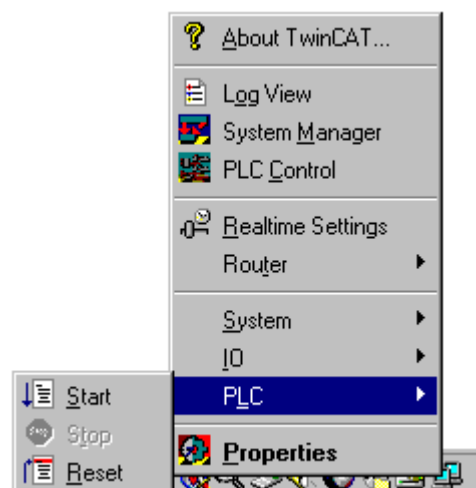 About TwinCAT...
Log View
System Manager
PLC Control
Realtime Settings
Router
System
IO
PLC
Properties
Start
Stop
Reset